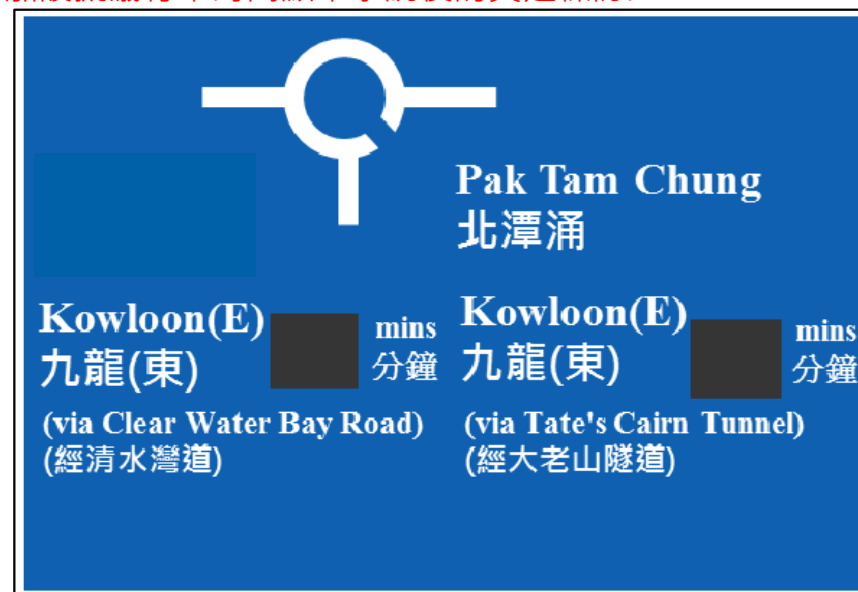 Pak Tam Chung
北潭涌
Kowloon(E)
九龍(東)
mins
分鐘
(via Clear Water Bay Road)
(經清水灣道)
Kowloon(E)
九龍(東)
mins
分鐘
(via Tate's Cairn Tunnel)
(經大老山隧道)